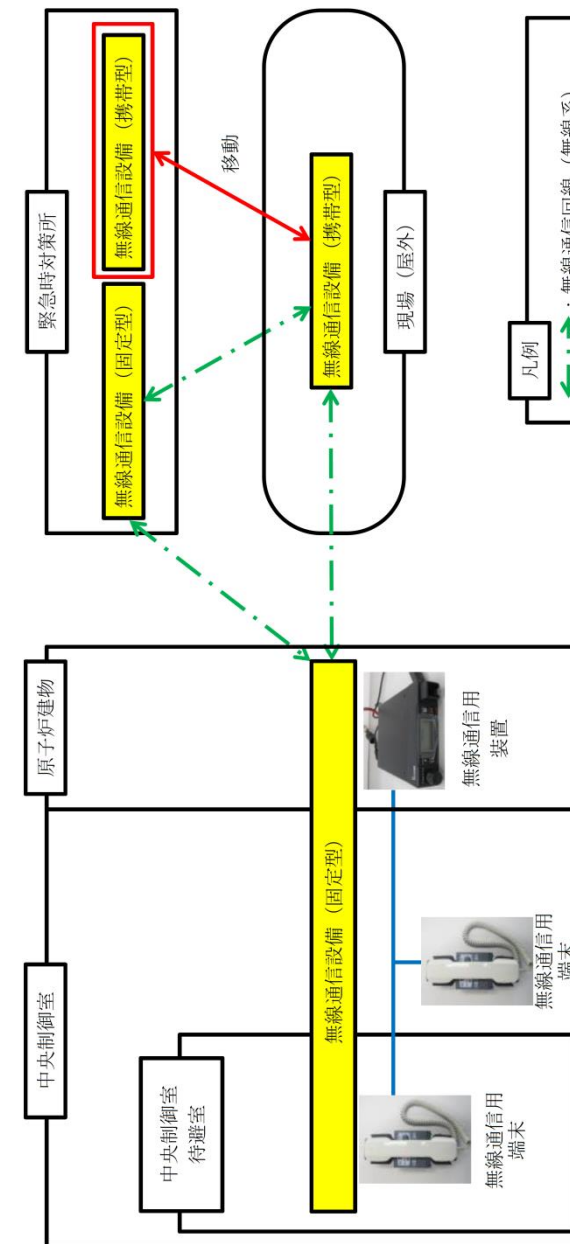 中央制御室
中央制御室
待避室
原子炉建物
無線通信設備（固定型）
無線通信用
端末
無線通信用
端末
無線通信用
装置
緊急時対策所
無線通信設備（固定型）
無線通信設備（携帯型）
移動
無線通信設備（携帯型）
現場（屋外）
凡例
：無線通信回線（無線系）